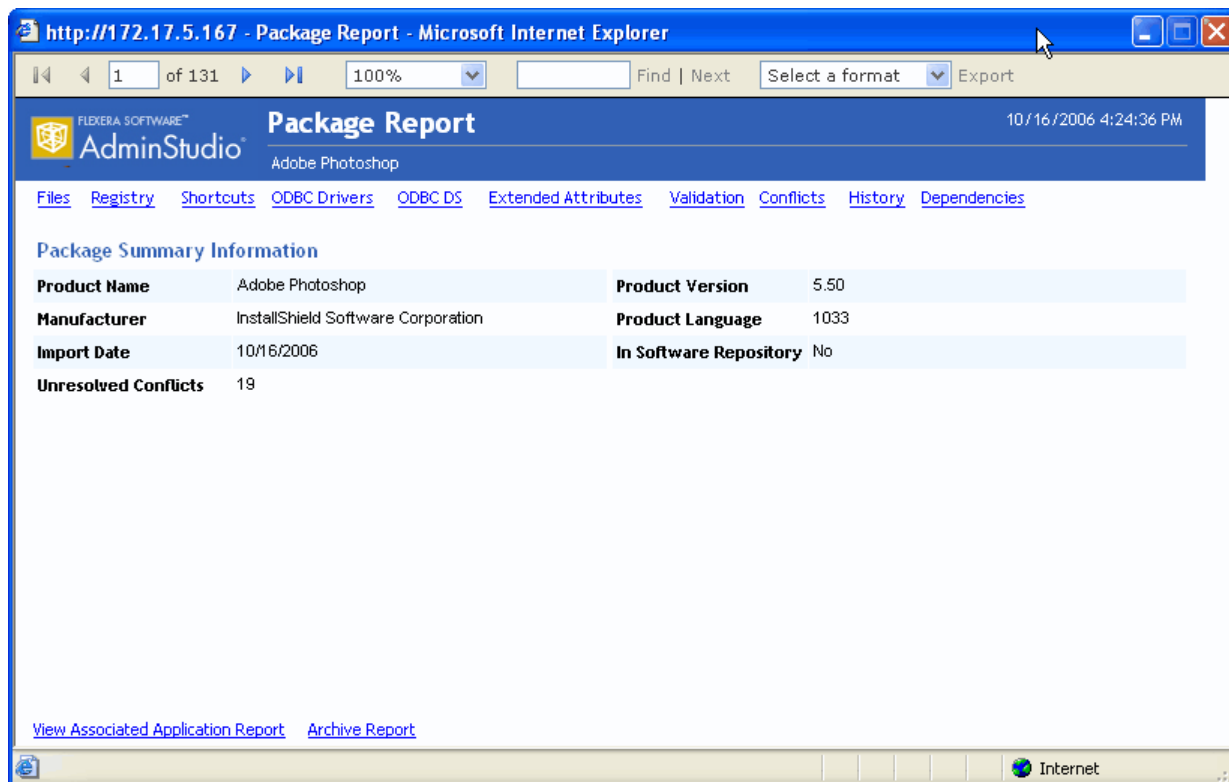 http://172.17.5.167 - Package Report - Microsoft Internet Explorer
1 of 131 100% Find | Next Select a format Export
FLEXERA SOFTWARE™
AdminStudio®
Package Report
10/16/2006 4:24:36 PM
Adobe Photoshop
Files Registry Shortcuts ODBC Drivers ODBC DS Extended Attributes Validation Conflicts History Dependencies
Package Summary Information
Product Name Adobe Photoshop Product Version 5.50
Manufacturer InstallShield Software Corporation Product Language 1033
Import Date 10/16/2006 In Software Repository No
Unresolved Conflicts 19
View Associated Application Report Archive Report
Internet